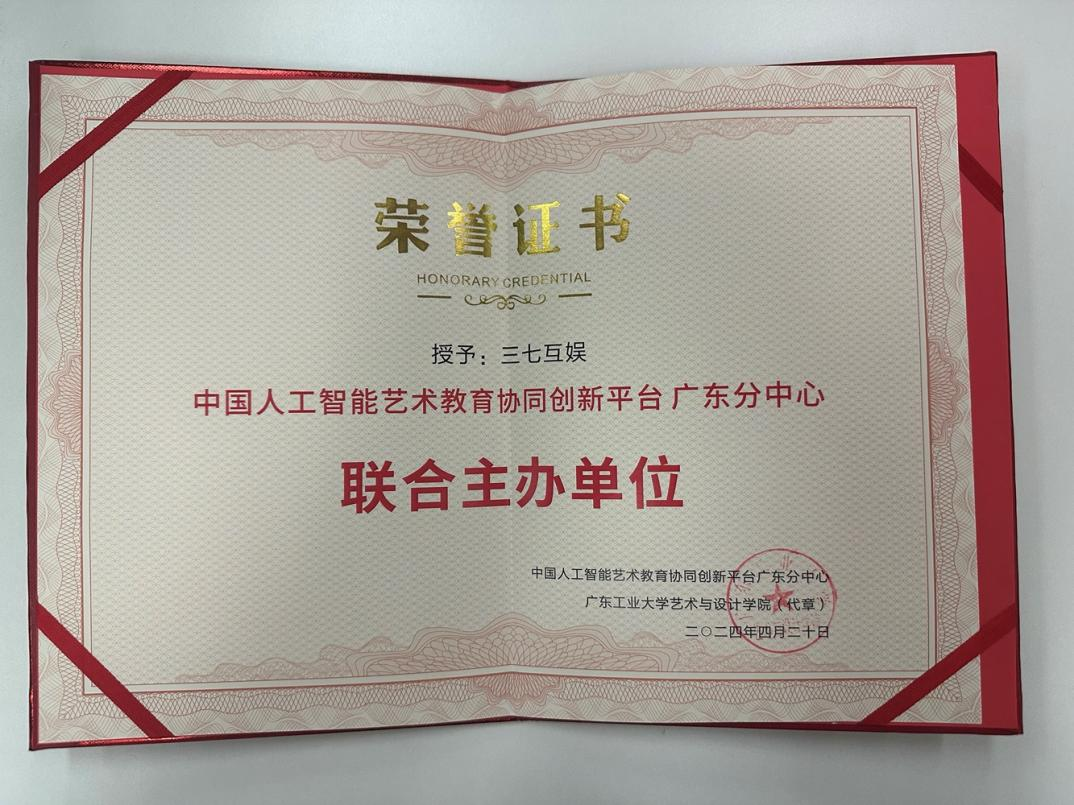 荣誉证书
HONORARY CREDENTIAL
授予：三七互娱
中国人工智能艺术教育协同创新平台 广东分中心
联合主办单位
中国人工智能艺术教育协同创新平台广东分中心
广东工业大学艺术与设计学院（代章）
二〇二四年四月二十日